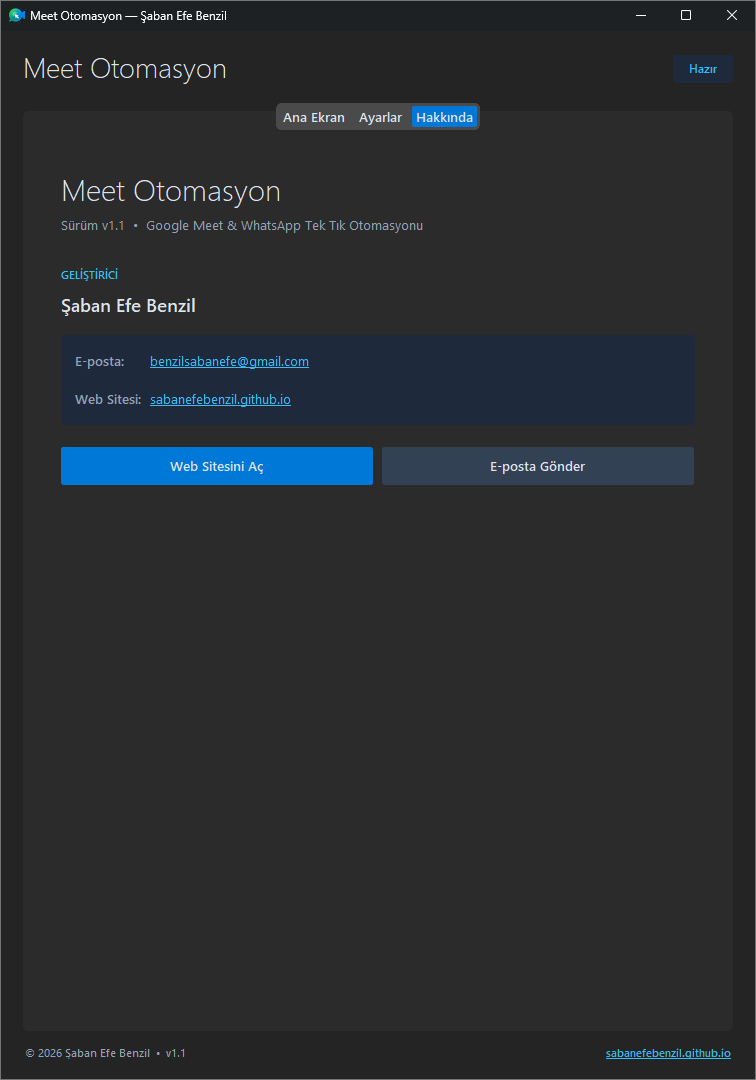 Meet Otomasyon — Şaban Efe Benzil
Meet Otomasyon
Hazır
Ana Ekran Ayarlar Hakkında
Meet Otomasyon
Sürüm v1.1 • Google Meet & WhatsApp Tek Tık Otomasyonu
GELİŞTİRİCİ
Şaban Efe Benzil
E-posta: benzilsabanefe@gmail.com
Web Sitesi: sabanefebenzil.github.io
Web Sitesini Aç E-posta Gönder
© 2026 Şaban Efe Benzil • v1.1 sabanefebenzil.github.io